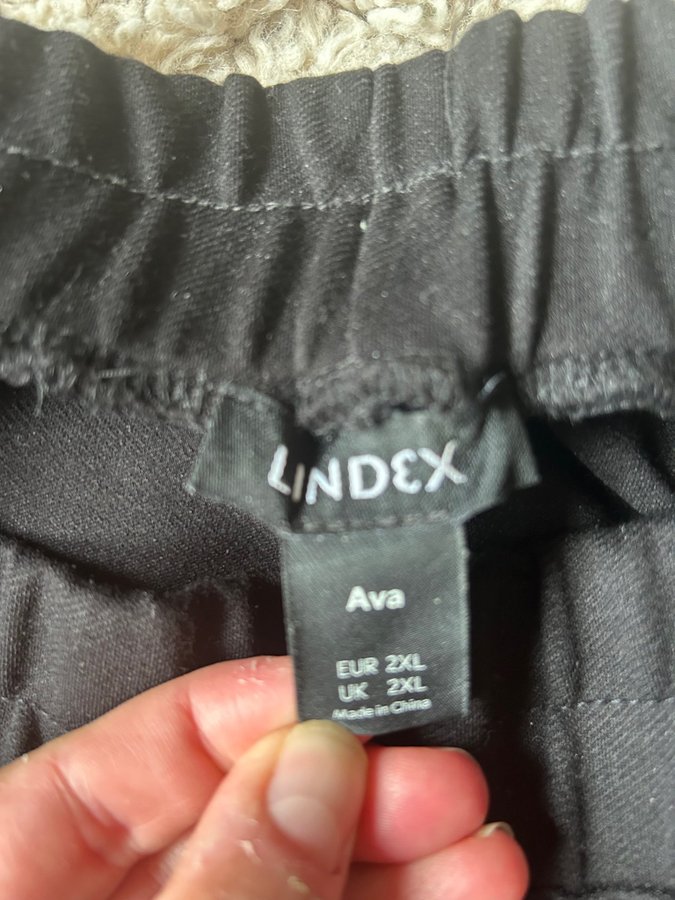 LINDEX
Ava
EUR 2XL
UK 2XL
Made in China